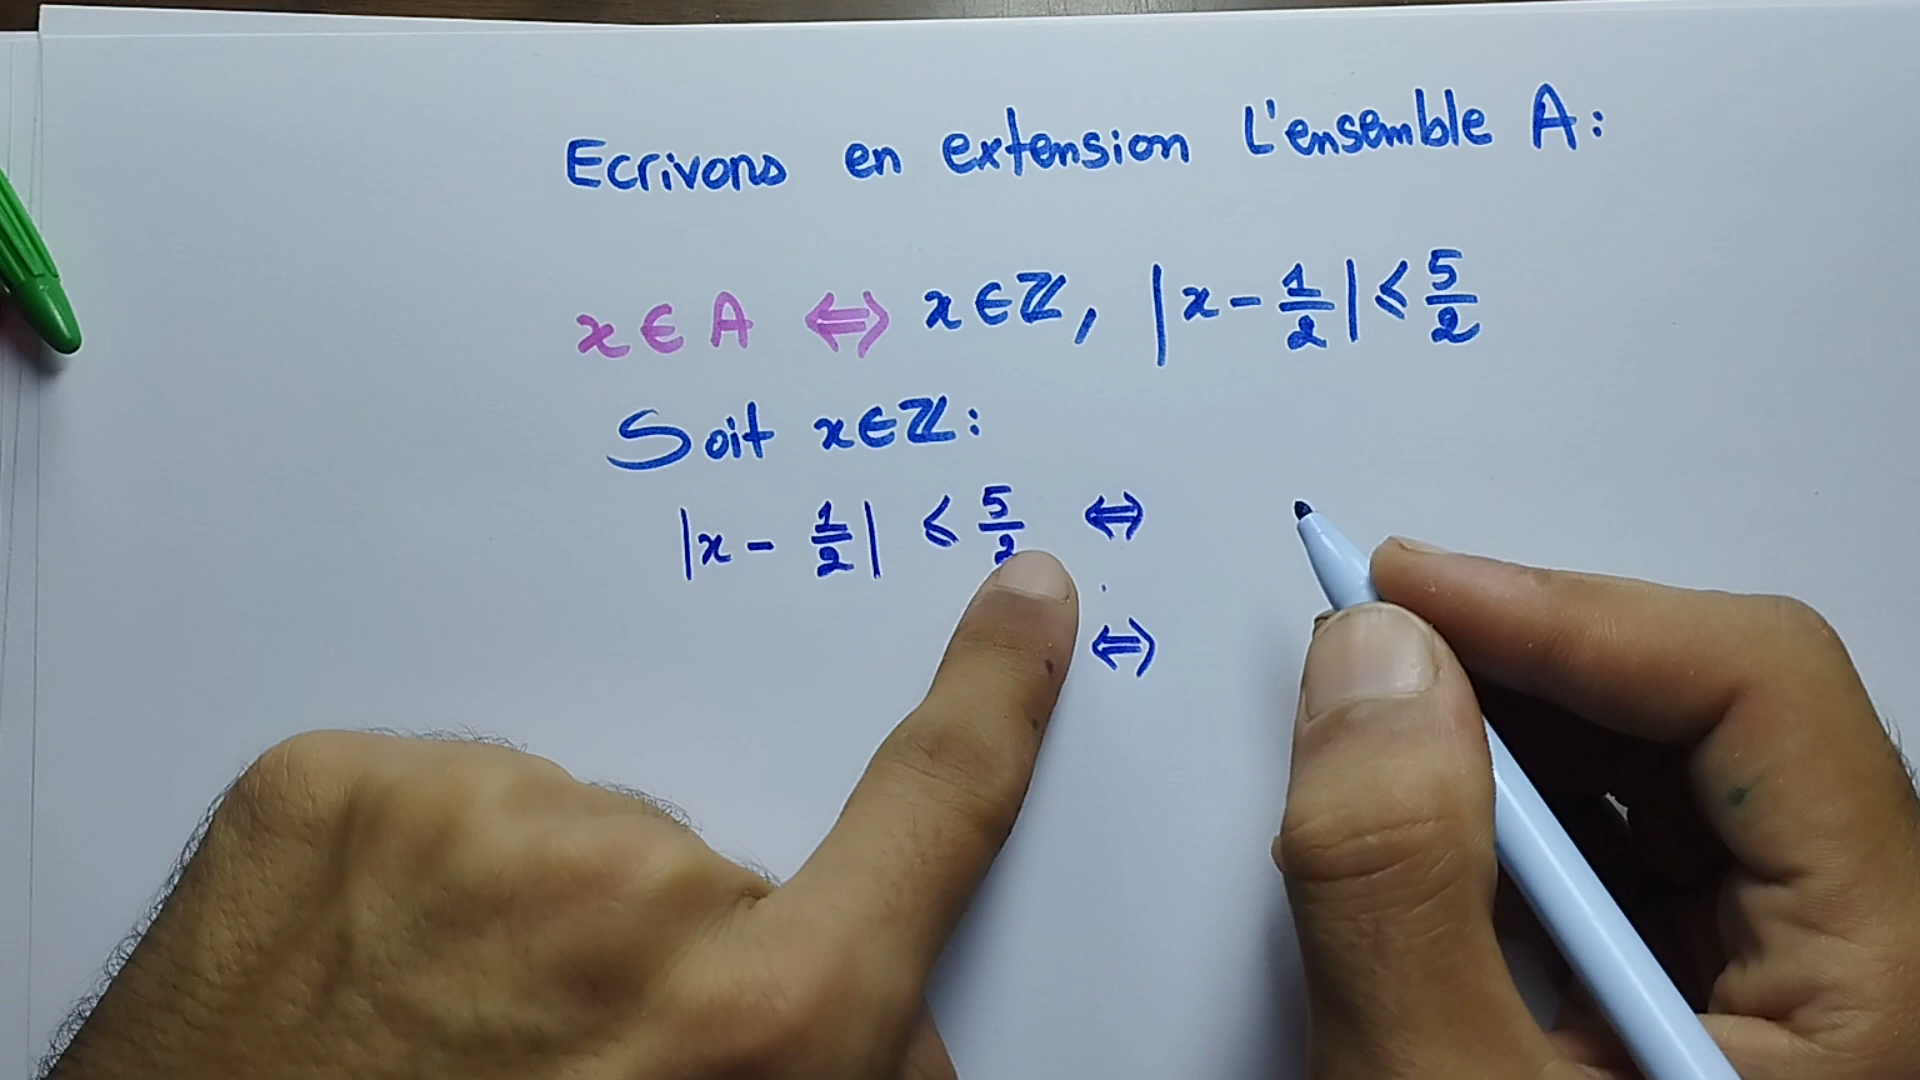 Ecrivons en extension L'ensemble A:
x ∈ A ⇔ x ∈ ℤ, |x - 1/2| ⩽ 5/2
Soit x ∈ ℤ:
|x - 1/2| ⩽ 5/2 ⇔
⇔